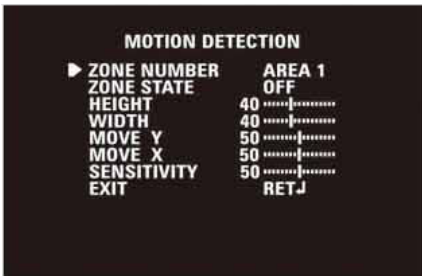 MOTION DETECTION
ZONE NUMBER AREA 1
ZONE STATE OFF
HEIGHT 40
WIDTH 40
MOVE Y 50
MOVE X 50
SENSITIVITY 50
EXIT RET↲